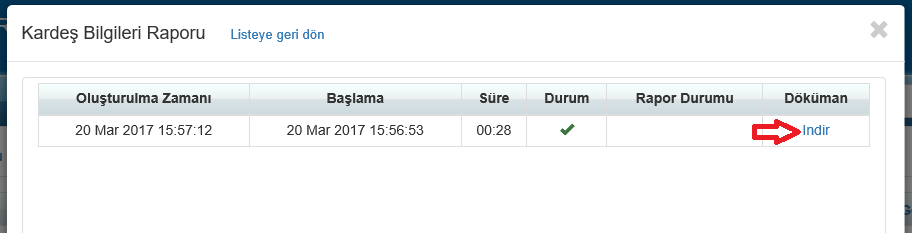 Kardeş Bilgileri Raporu Listeye geri dön
Oluşturulma Zamanı Başlama Süre Durum Rapor Durumu Döküman
20 Mar 2017 15:57:12 20 Mar 2017 15:56:53 00:28 Indir